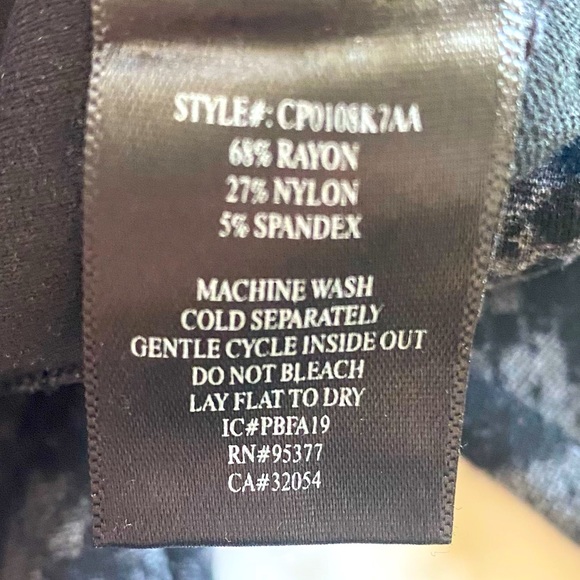 STYLE#: CP0108K7AA
68% RAYON
27% NYLON
5% SPANDEX
MACHINE WASH
COLD SEPARATELY
GENTLE CYCLE INSIDE OUT
DO NOT BLEACH
LAY FLAT TO DRY
IC#PBFA19
RN#95377
CA#32054